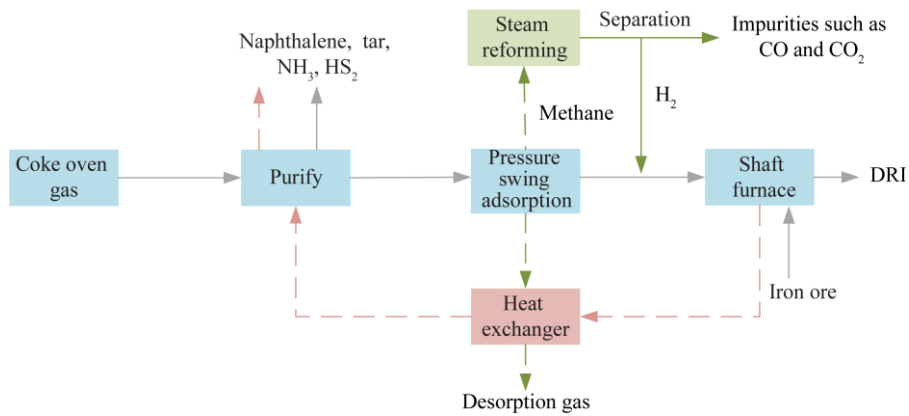 Steam
reforming
Separation
Impurities such as
CO and CO₂
Naphthalene, tar,
NH₃, HS₂
Methane
H₂
Coke oven
gas
Purify
Pressure
swing
adsorption
Shaft
furnace
DRI
Iron ore
Heat
exchanger
Desorption gas